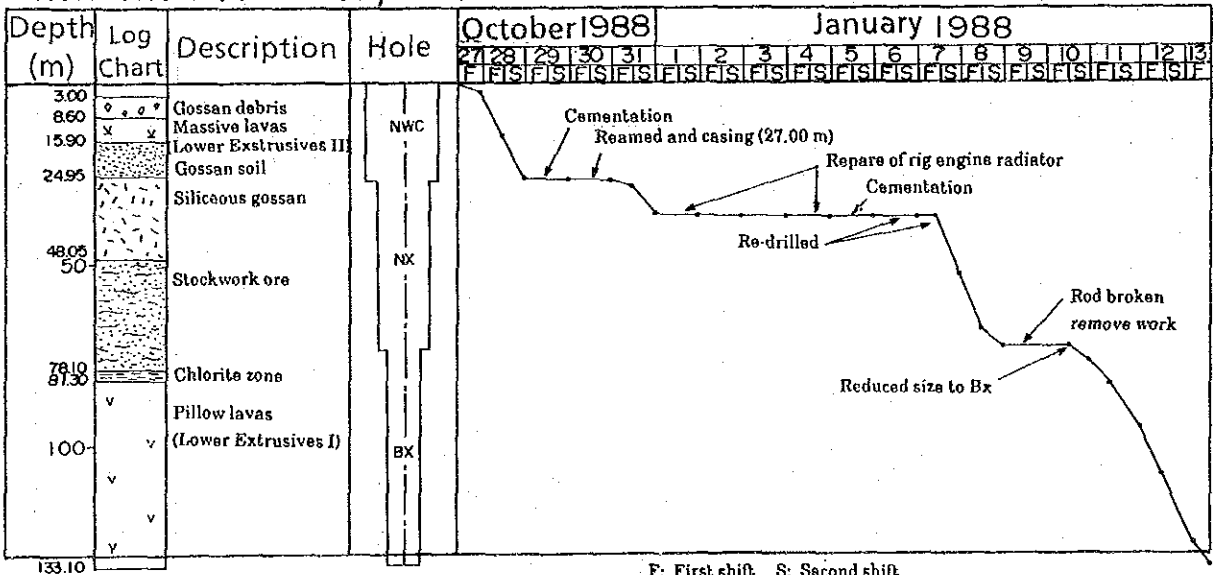 Depth (m) Log Chart Description Hole October 1988 January 1988
27 28 29 30 31 1 2 3 4 5 6 7 8 9 10 11 12 13
F F S F S F S F S F S F S F S F S F S F S F S F S F S F S F S F S F
3.00
8.60
15.90
24.95
48.05
50
78.10
81.30
100
133.10
Gossan debris
Massive lavas
(Lower Exstrusives II)
Gossan soil
Silicaous gossan
Stockwork ore
Chlorite zone
Pillow lavas
(Lower Extrusives I)
NWC
NX
BX
Cementation
Reamed and casing (27.00 m)
Repare of rig engine radiator
Cementation
Re-drilled
Rod broken
remove work
Reduced size to Bx
F: First shift S: Second shift